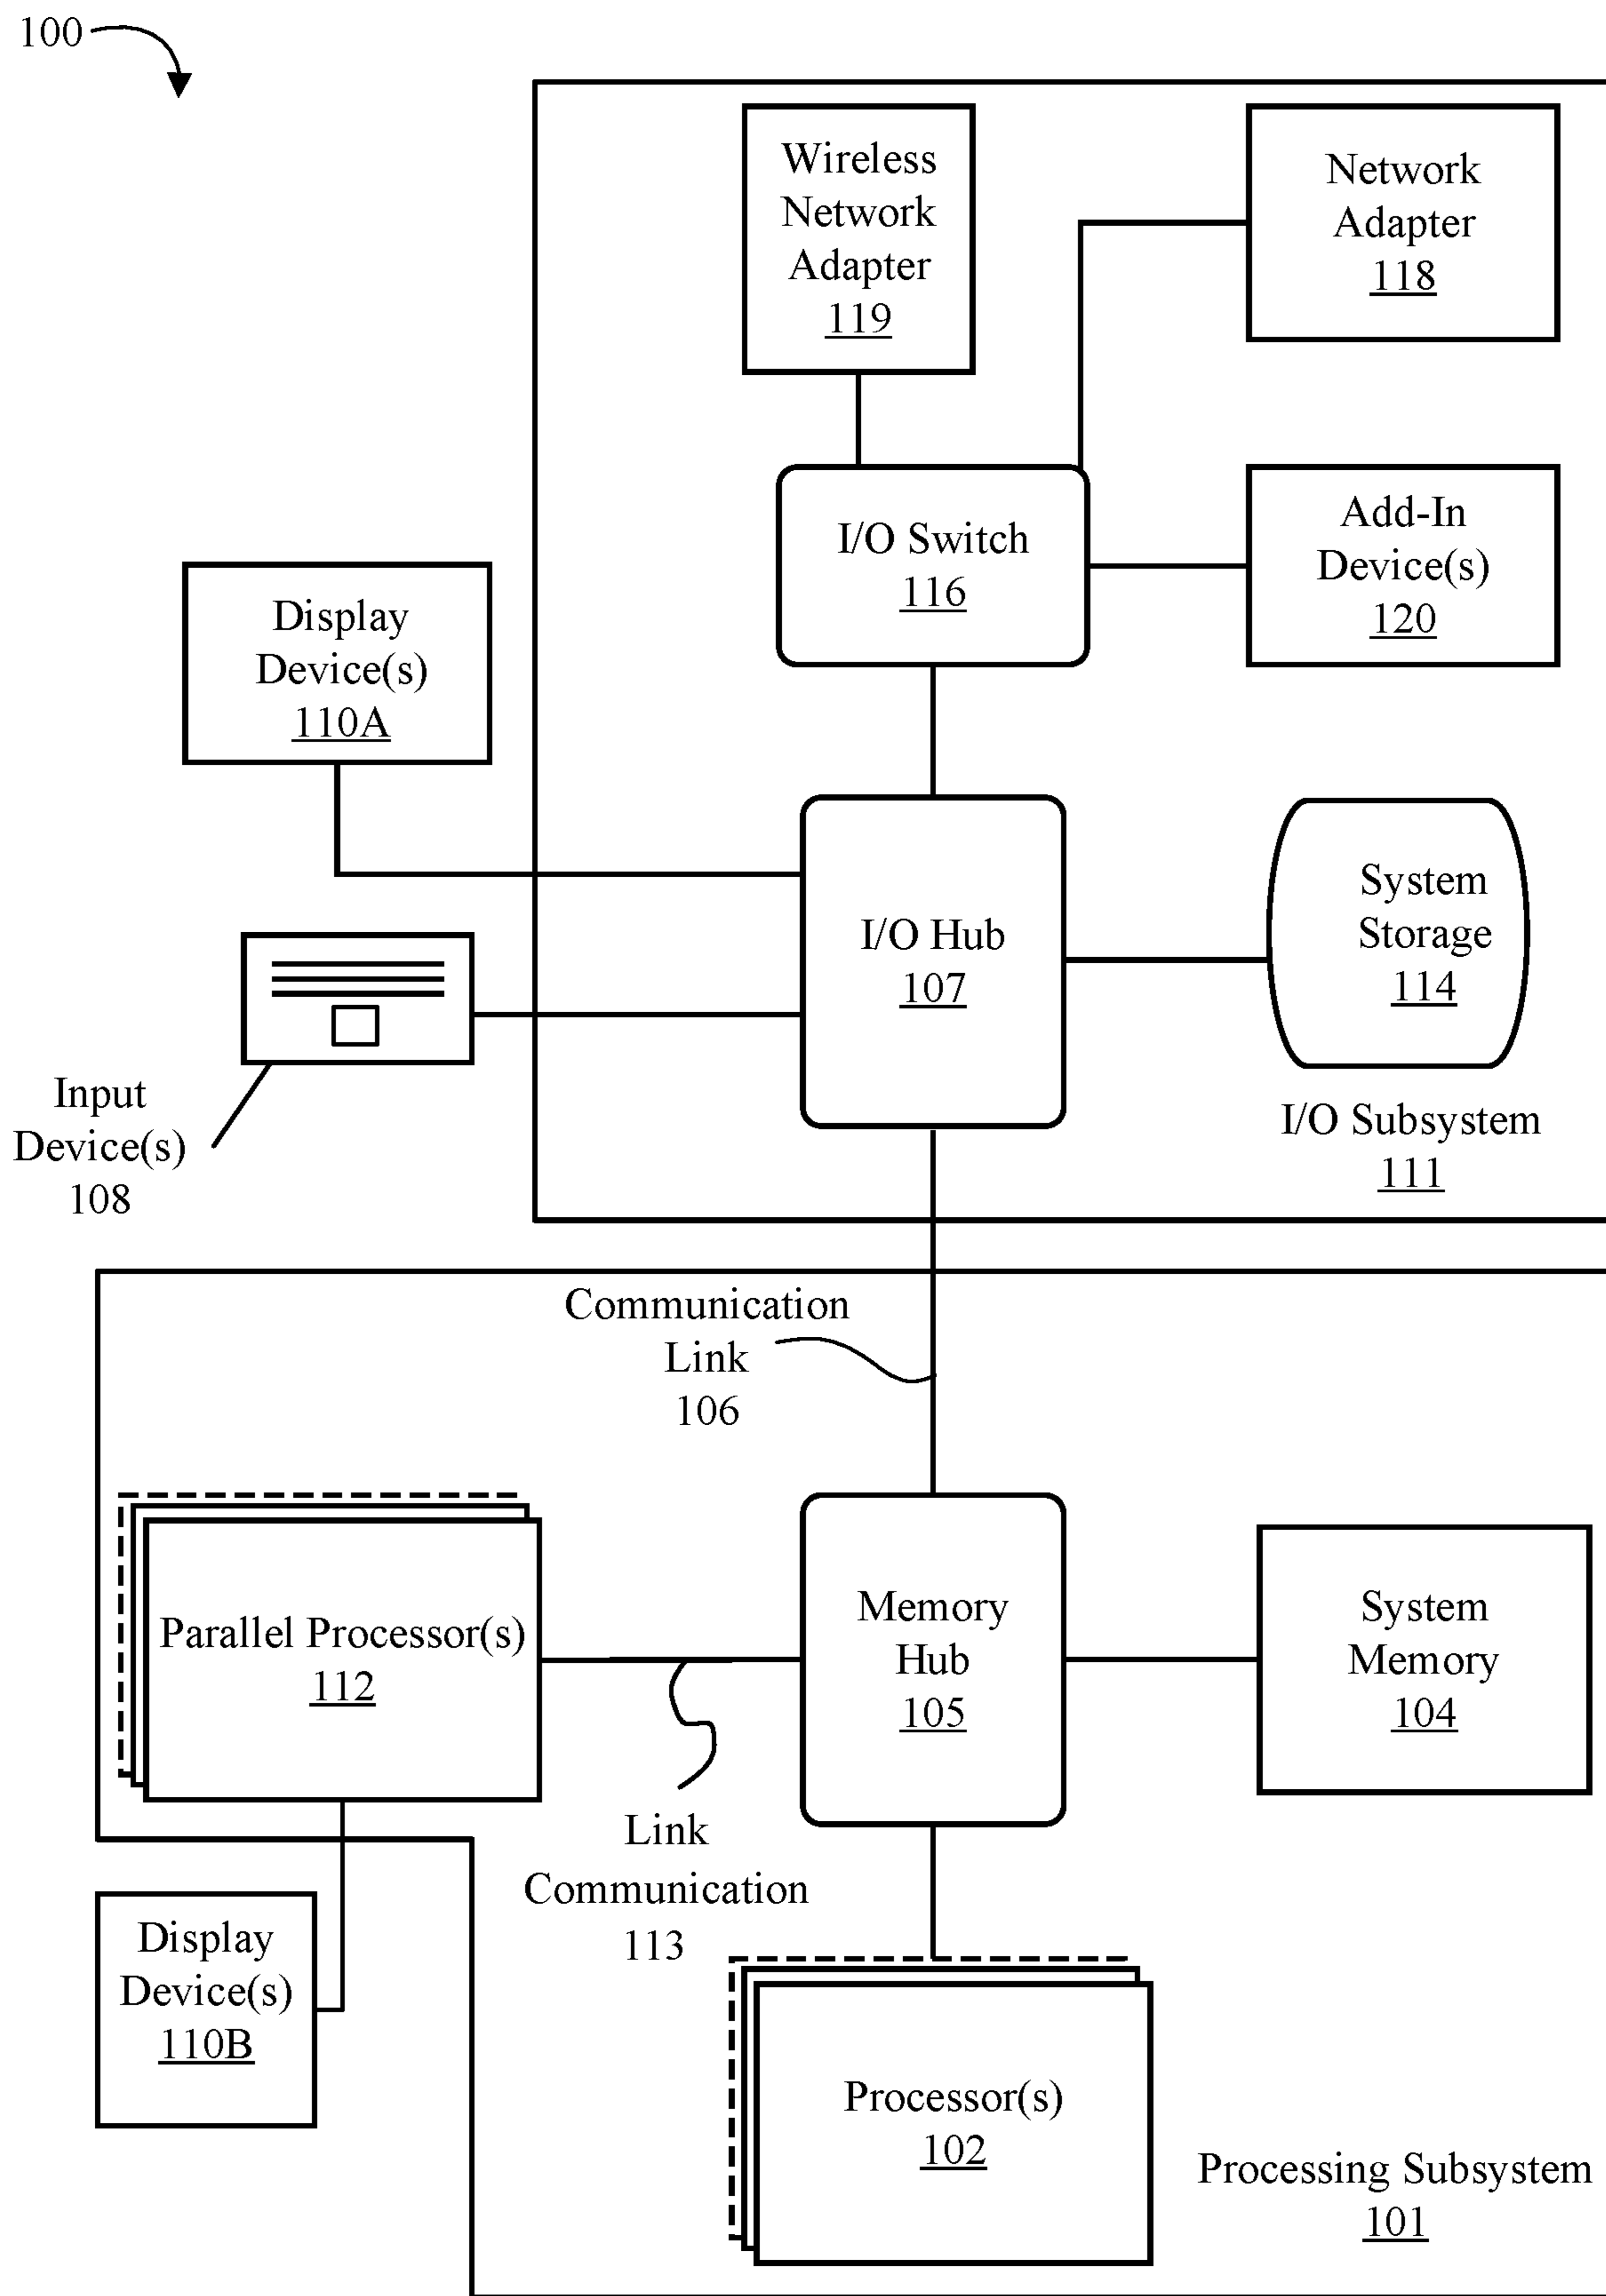 100
Wireless
Network
Adapter
119
Network
Adapter
118
I/O Switch
116
Add-In
Device(s)
120
Display
Device(s)
110A
I/O Hub
107
System
Storage
114
Input
Device(s)
108
I/O Subsystem
111
Communication
Link
106
Parallel Processor(s)
112
Memory
Hub
105
System
Memory
104
Link
Communication
113
Display
Device(s)
110B
Processor(s)
102
Processing Subsystem
101